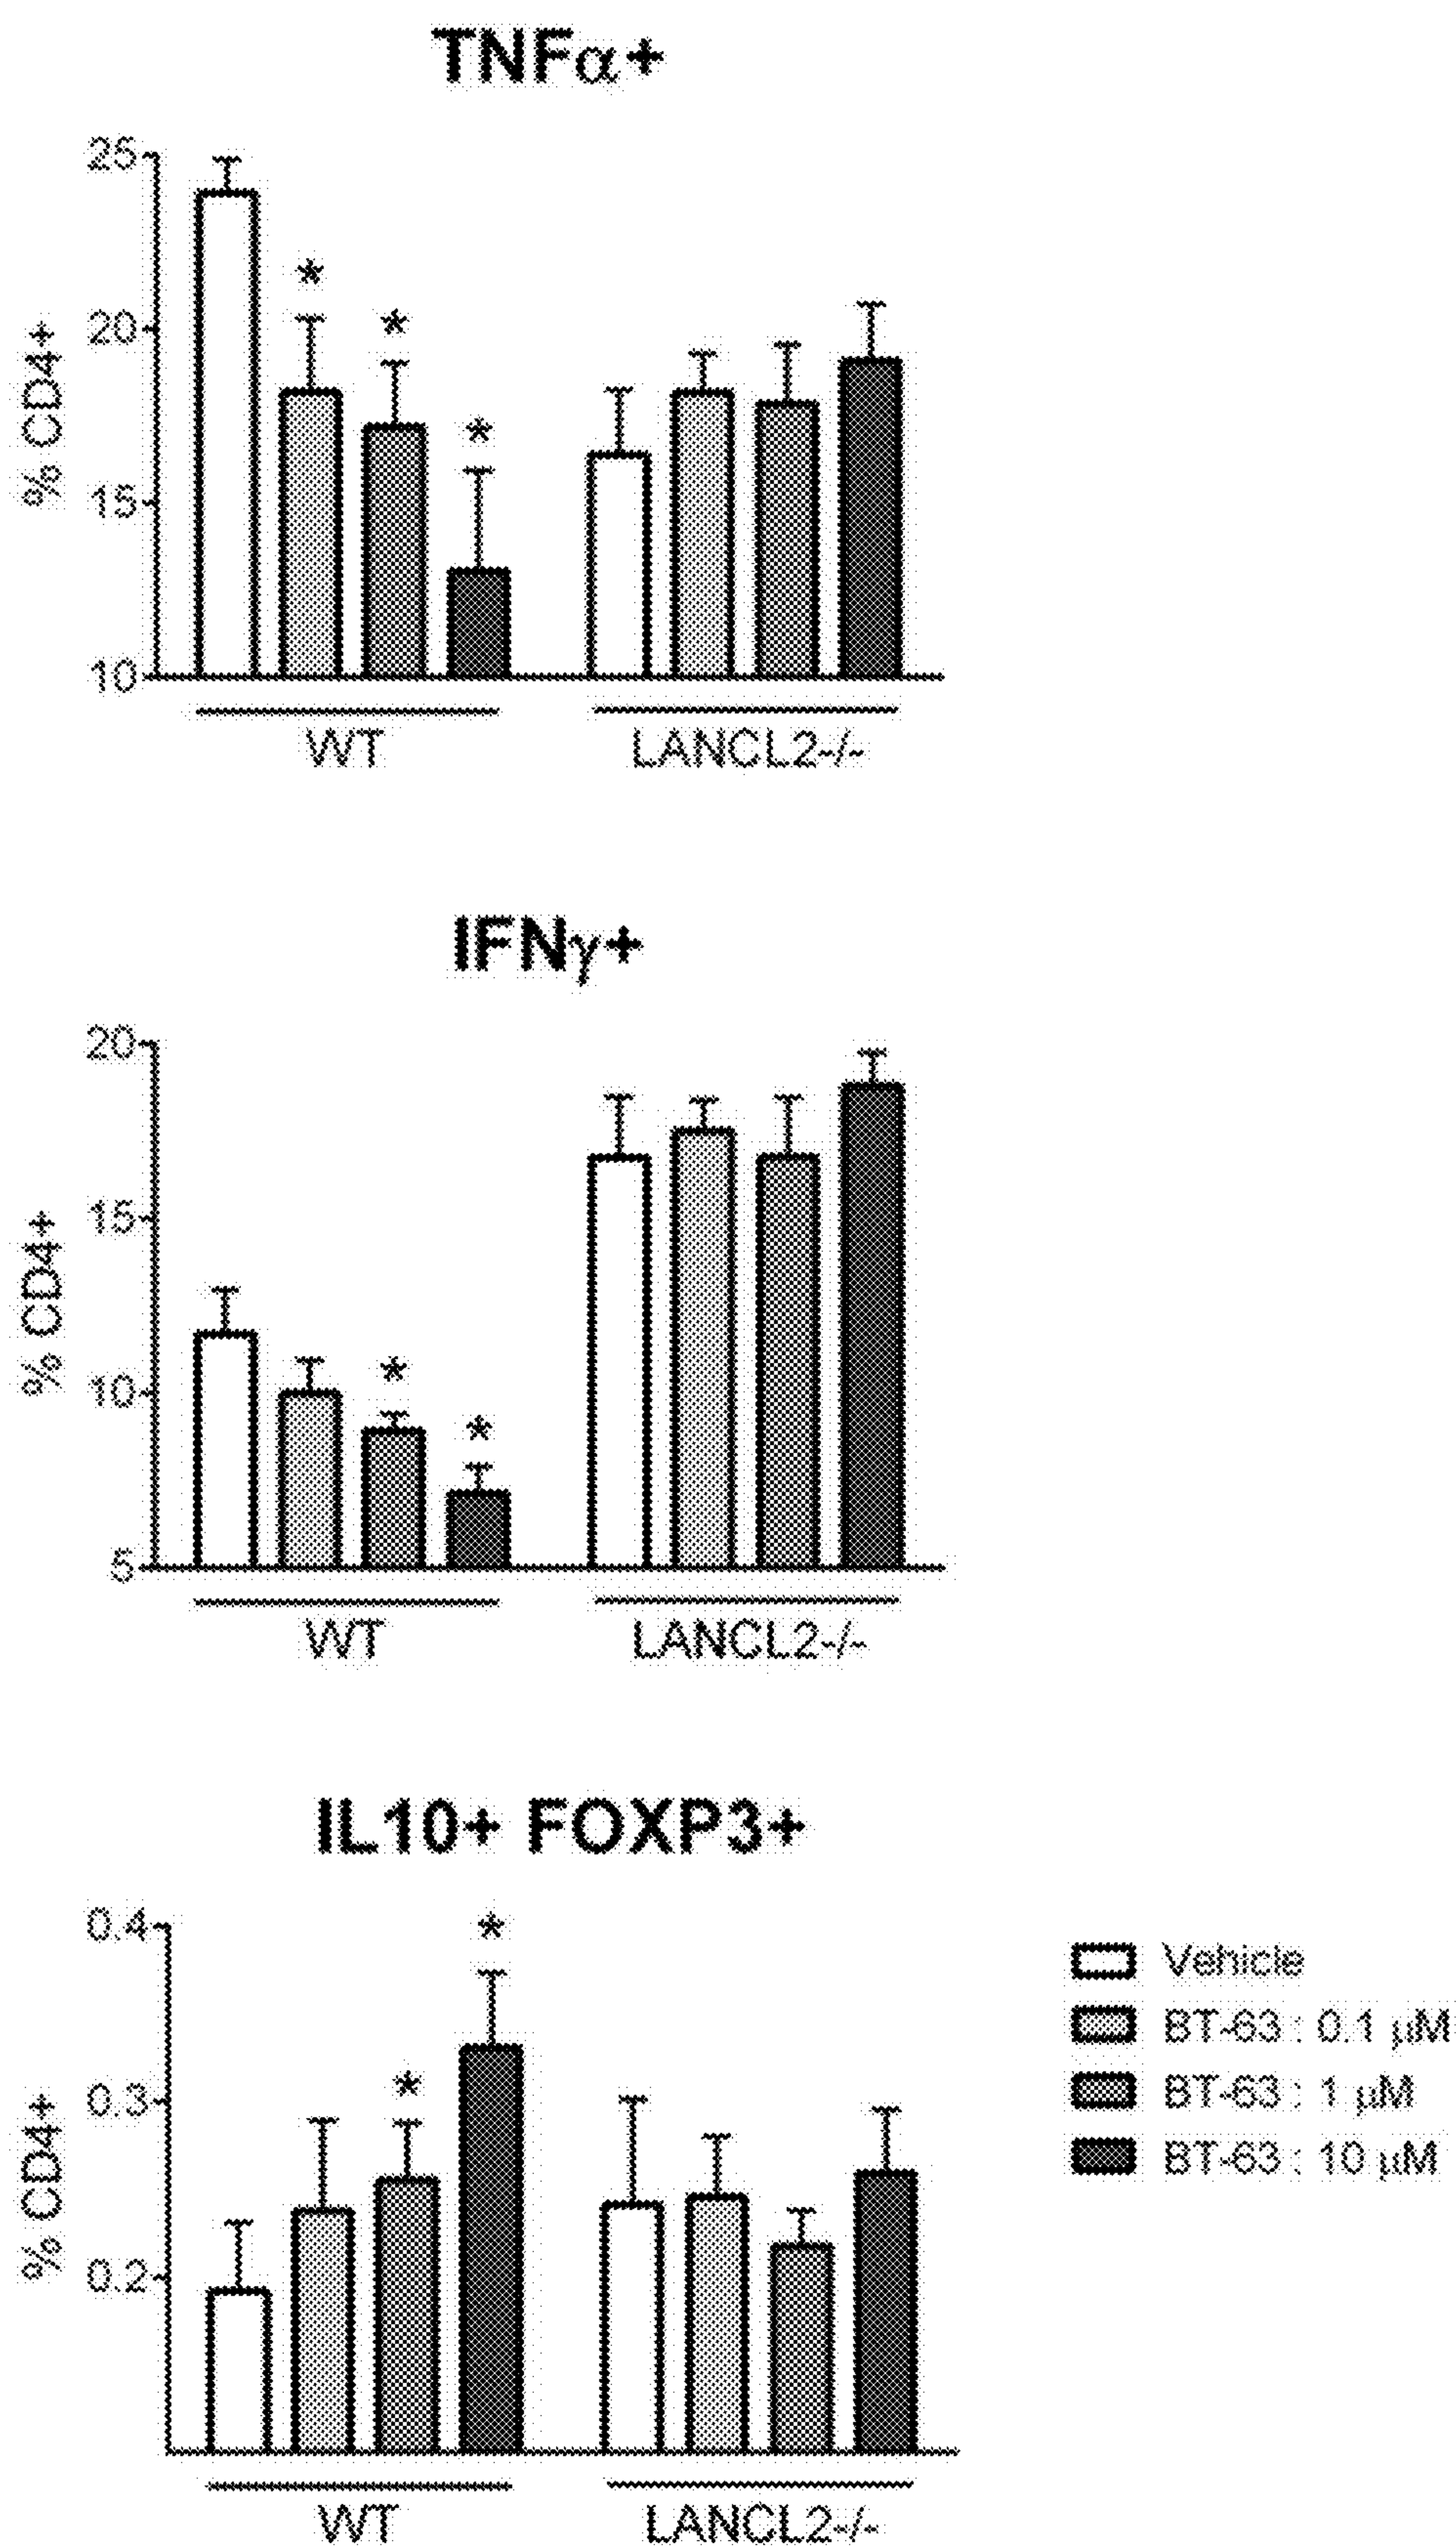 TNFα+
25
20
15
10
% CD4+
*
*
*
WT
LANCL2-/-
IFNγ+
20
15
10
5
% CD4+
*
*
WT
LANCL2-/-
IL10+ FOXP3+
0.4
0.3
0.2
% CD4+
*
*
WT
LANCL2-/-
Vehicle
BT-63 : 0.1 µM
BT-63 : 1 µM
BT-63 : 10 µM